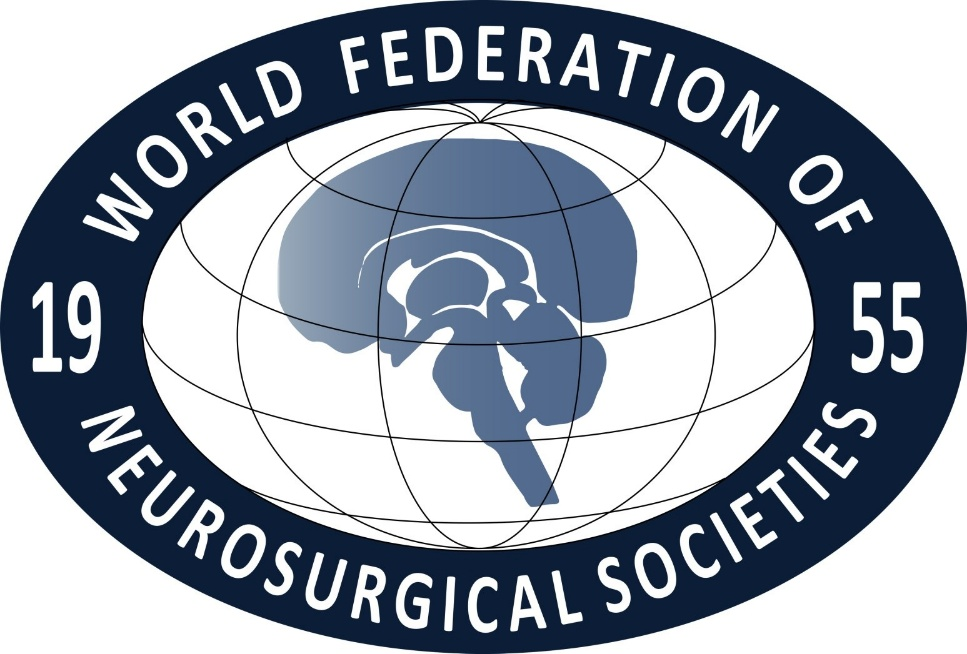 WORLD FEDERATION OF
19 55
NEUROSURGICAL SOCIETIES